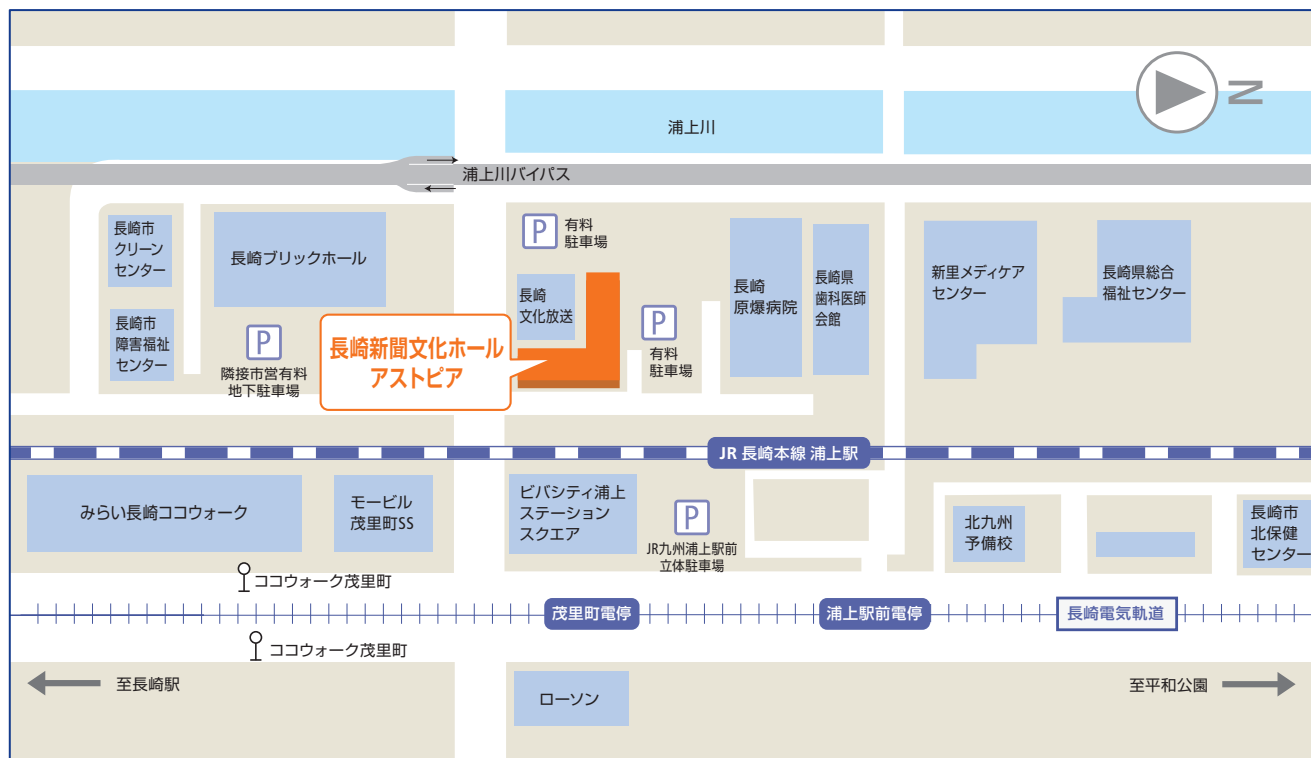 N
浦上川
浦上川バイパス
長崎市
クリーン
センター
長崎ブリックホール
P
有料
駐車場
長崎
文化放送
長崎
原爆病院
長崎県
歯科医師
会館
新里メディケア
センター
長崎県総合
福祉センター
長崎市
障害福祉
センター
P
隣接市営有料
地下駐車場
長崎新聞文化ホール
アストピア
P
有料
駐車場
JR 長崎本線 浦上駅
みらい長崎ココウォーク
モービル
茂里町SS
ビバシティ浦上
ステーション
スクエア
P
JR九州浦上駅前
立体駐車場
北九州
予備校
長崎市
北保健
センター
ココウォーク茂里町
茂里町電停
浦上駅前電停
長崎電気軌道
ココウォーク茂里町
至長崎駅
ローソン
至平和公園